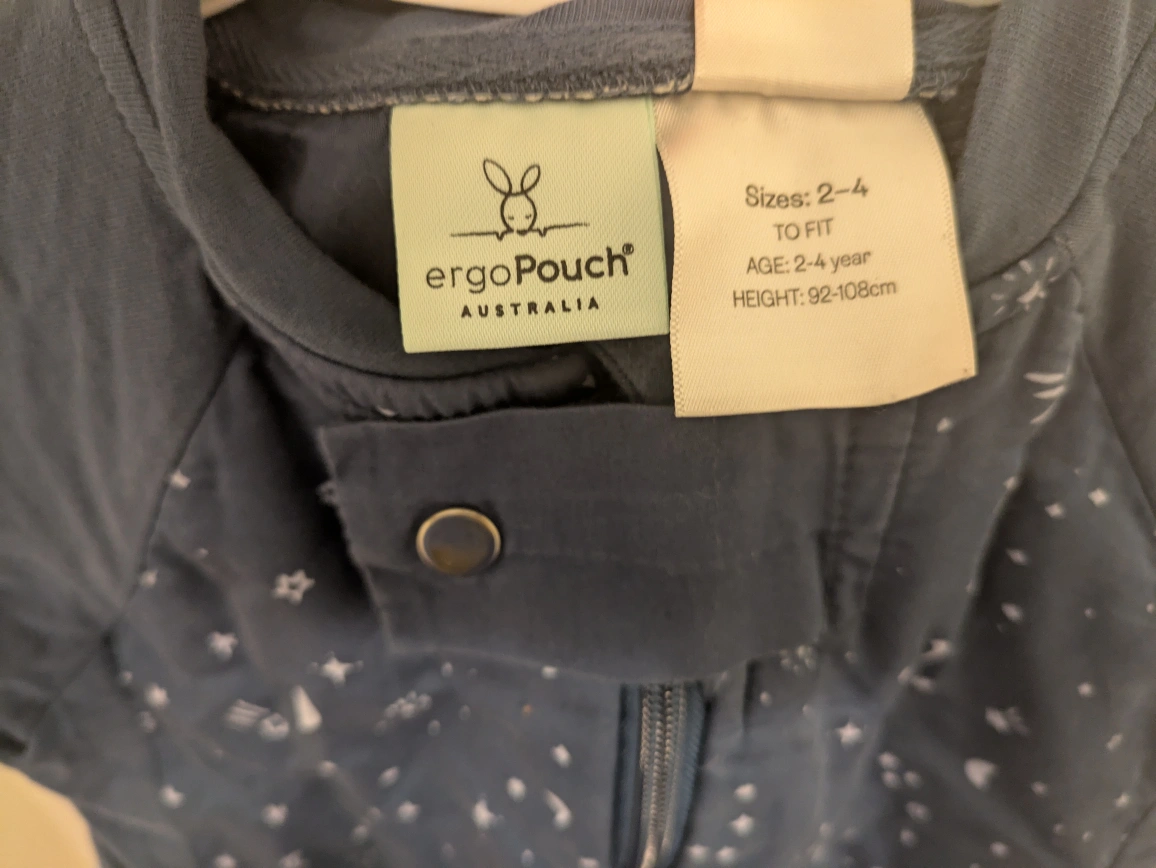 ergoPouch®
AUSTRALIA
Sizes: 2-4
TO FIT
AGE: 2-4 year
HEIGHT: 92-108cm